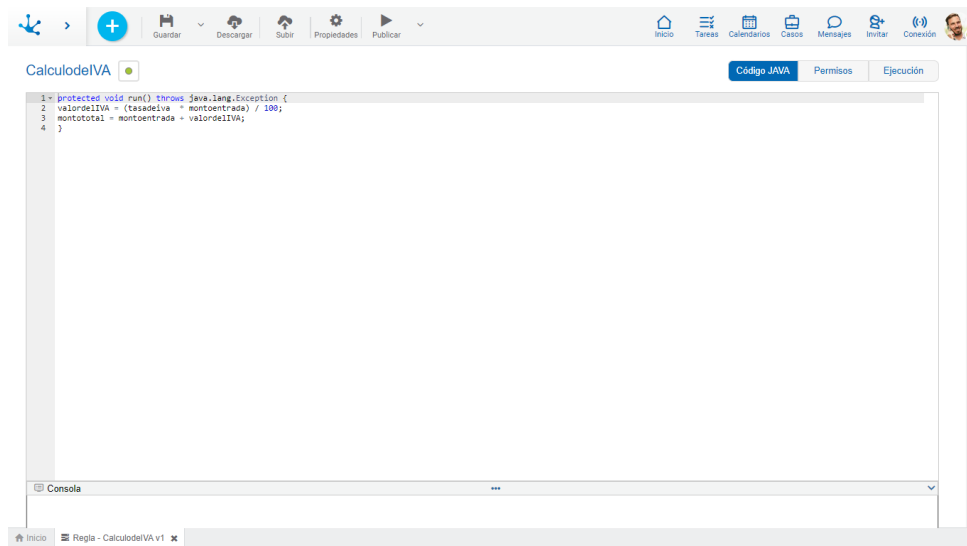 Guardar
Descargar
Subir
Propiedades
Publicar
Inicio
Tareas
Calendarios
Casos
Mensajes
Invitar
Conexión
CalculodeIVA
Código JAVA
Permisos
Ejecución
1 protected void run() throws java.lang.Exception {
2 valordelIVA = (tasadeiva * montoentrada) / 100;
3 montototal = montoentrada + valordelIVA;
4 }
Consola
Inicio
Regla - CalculodeIVA v1